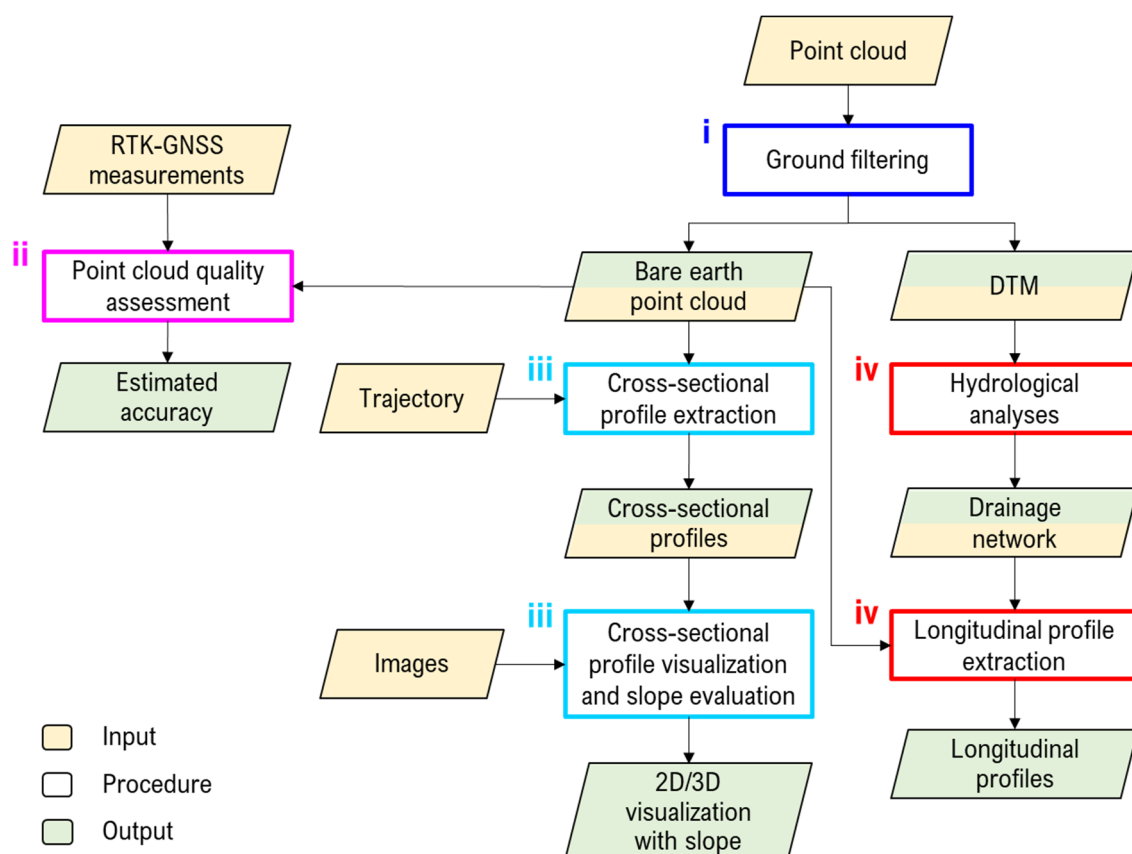 Point cloud
i
Ground filtering
RTK-GNSS
measurements
ii
Point cloud quality
assessment
Bare earth
point cloud
DTM
Estimated
accuracy
Trajectory
iii
Cross-sectional
profile extraction
iv
Hydrological
analyses
Cross-sectional
profiles
Drainage
network
Images
iii
Cross-sectional
profile visualization
and slope evaluation
iv
Longitudinal profile
extraction
2D/3D
visualization
with slope
Longitudinal
profiles
Input
Procedure
Output